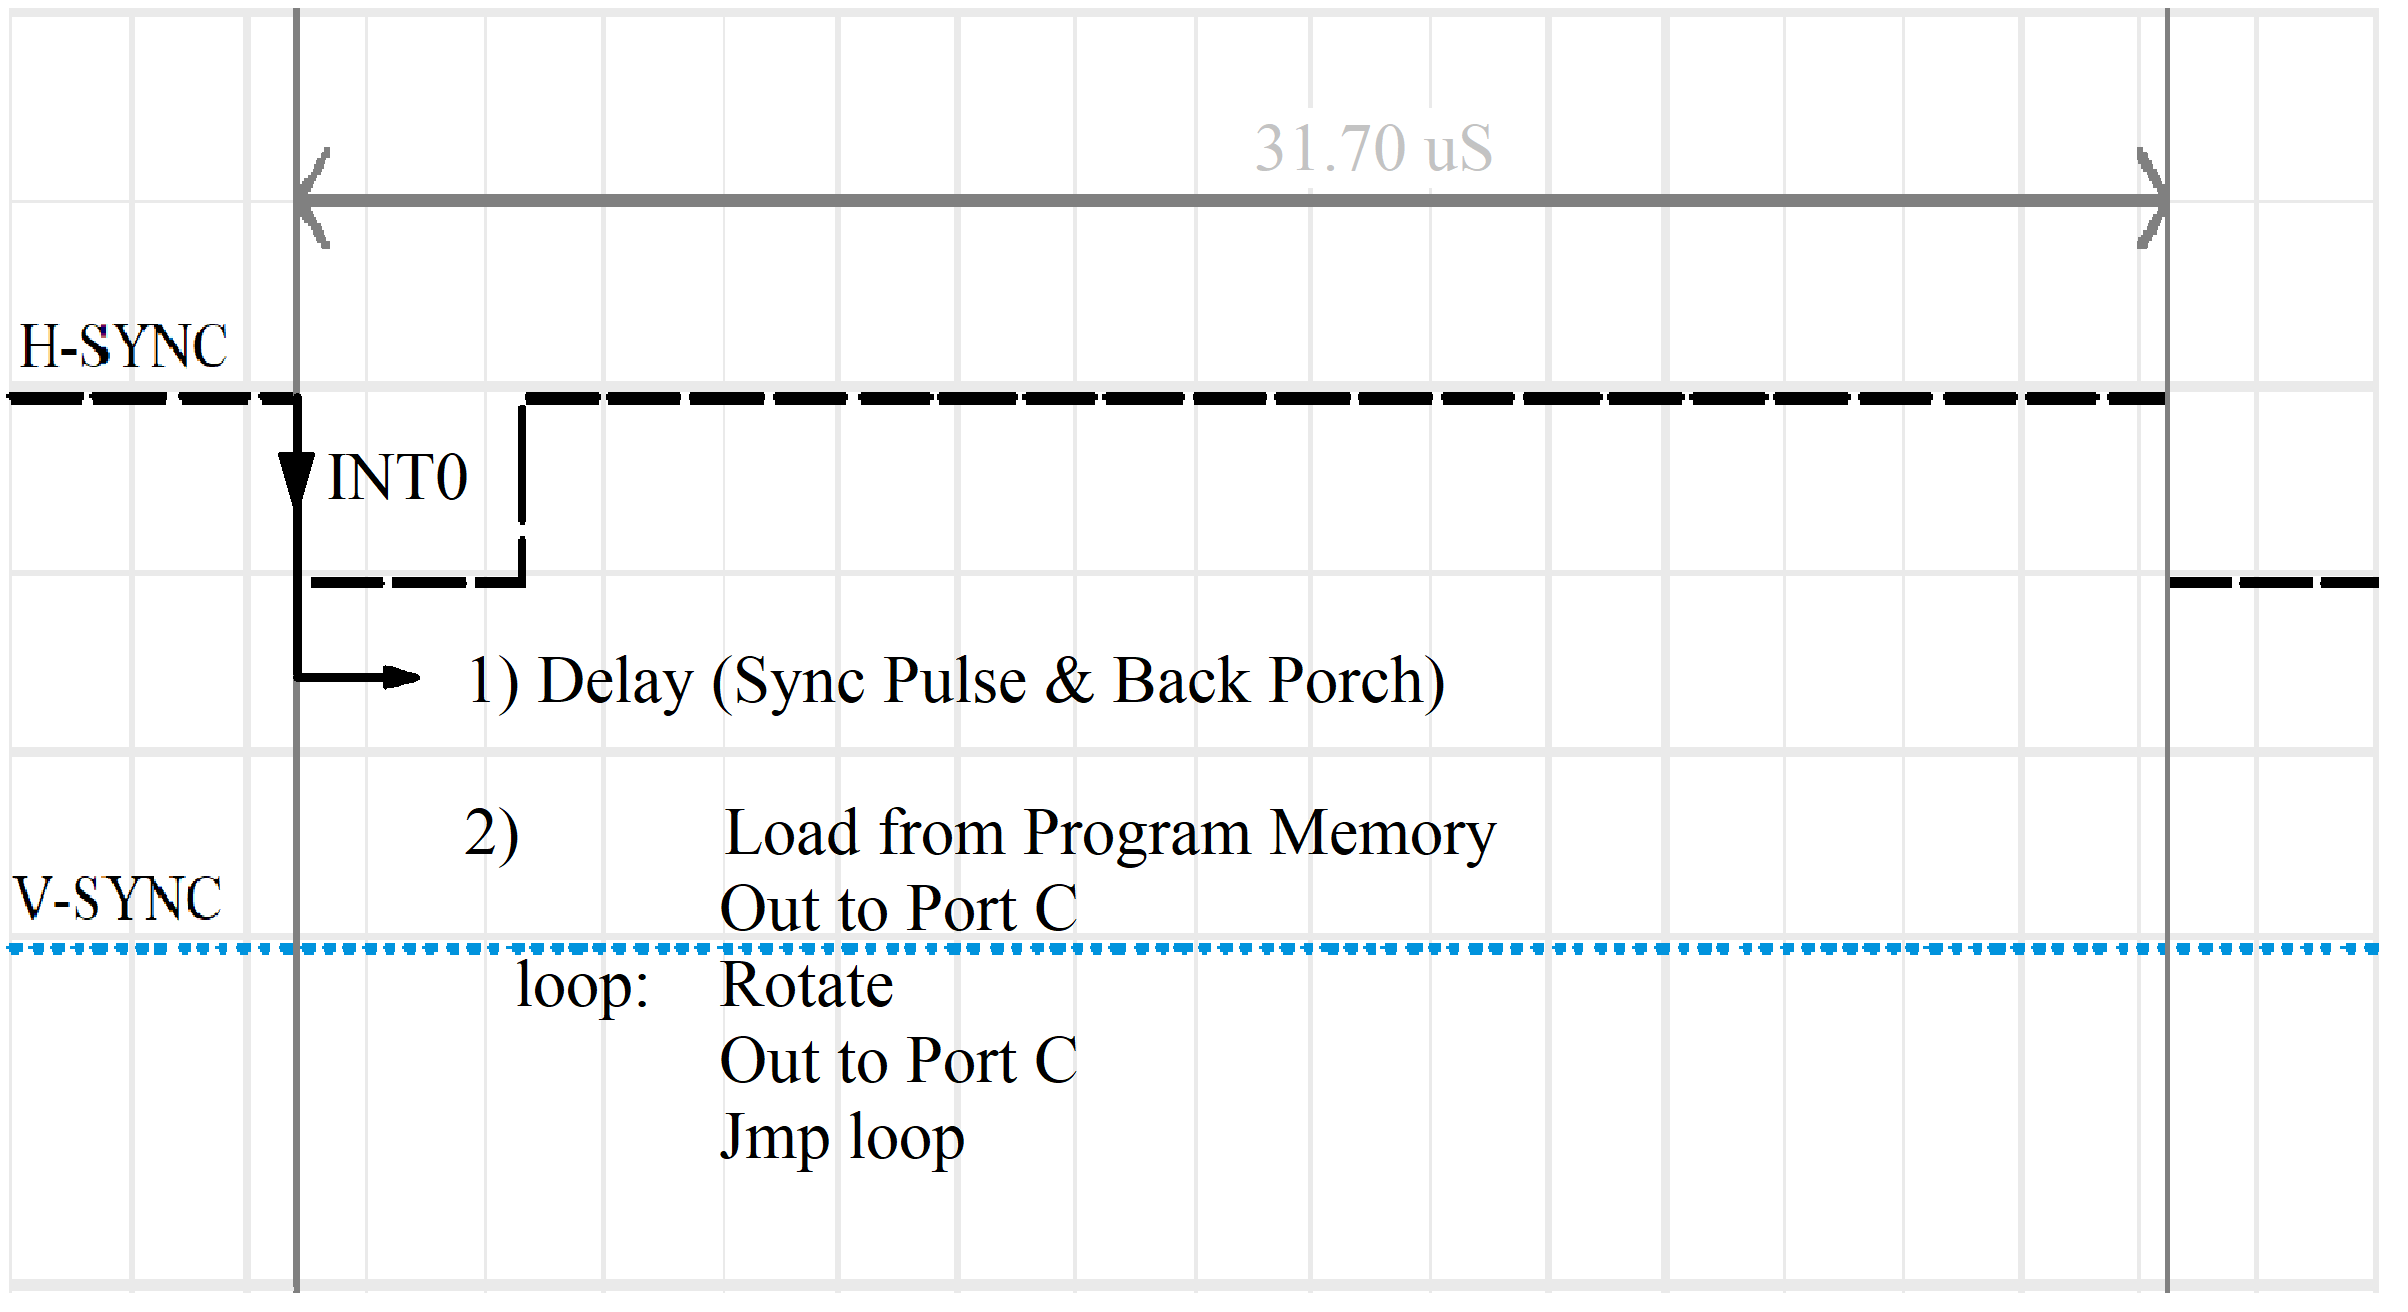 31.70 uS
H-SYNC
INT0
1) Delay (Sync Pulse & Back Porch)
2) Load from Program Memory
V-SYNC
Out to Port C
loop: Rotate
Out to Port C
Jmp loop